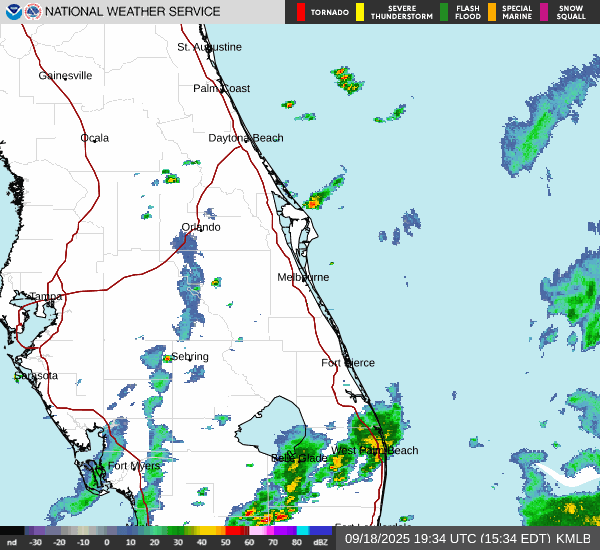 NATIONAL WEATHER SERVICE
TORNADO
SEVERE THUNDERSTORM
FLASH FLOOD
SPECIAL MARINE
SNOW SQUALL
St. Augustine
Gainesville
Palm Coast
Ocala
Daytona Beach
Orlando
Melbourne
Tampa
Sebring
Fort Pierce
Sarasota
West Palm Beach
Belle Glade
Fort Myers
nd -30 -20 -10 0 10 20 30 40 50 60 70 80 dBZ
09/18/2025 19:34 UTC (15:34 EDT) KMLB